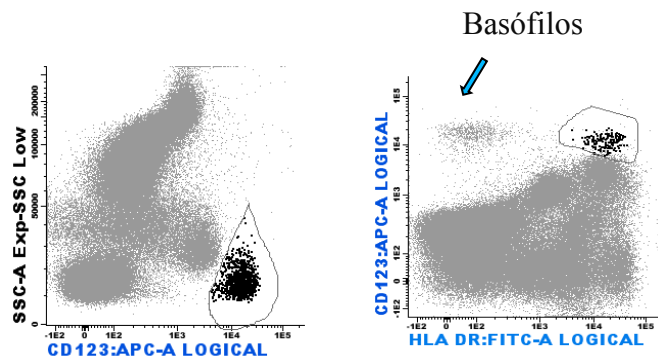 Basófilos
SSC-A Exp-SSC Low
200000
100000
50000
0
-1E2 0 1E2 1E3 1E4 1E5
CD123:APC-A LOGICAL
CD123:APC-A LOGICAL
1E5
1E4
1E3
1E2
0
-1E2
-1E2 0 1E2 1E3 1E4 1E5
HLA DR:FITC-A LOGICAL